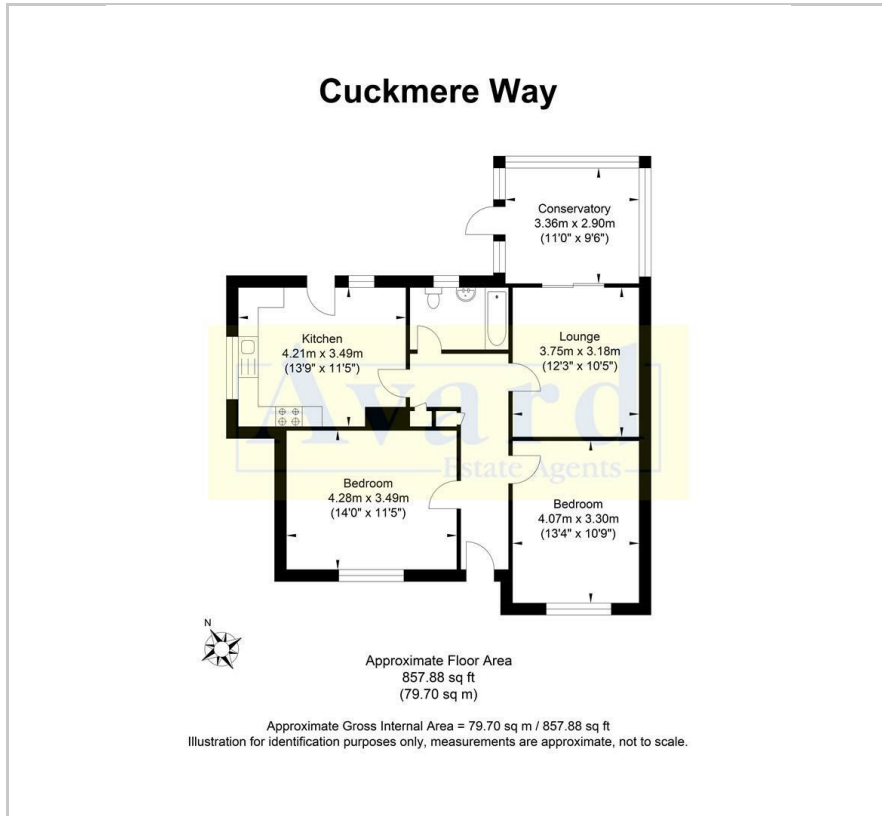 Cuckmere Way
Conservatory
3.36m x 2.90m
(11'0" x 9'6")
Kitchen
4.21m x 3.49m
(13'9" x 11'5")
Lounge
3.75m x 3.18m
(12'3" x 10'5")
Avard
Estate Agents
Bedroom
4.28m x 3.49m
(14'0" x 11'5")
Bedroom
4.07m x 3.30m
(13'4" x 10'9")
N
Approximate Floor Area
857.88 sq ft
(79.70 sq m)
Approximate Gross Internal Area = 79.70 sq m / 857.88 sq ft
Illustration for identification purposes only, measurements are approximate, not to scale.